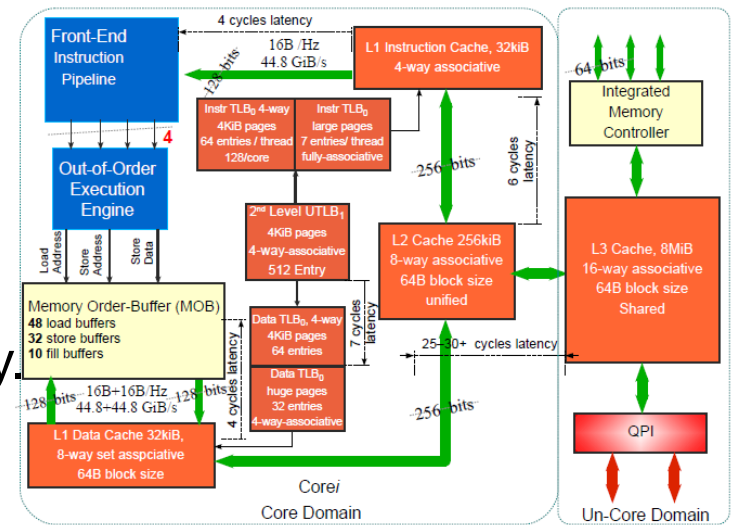 Front-End
Instruction
Pipeline
4 cycles latency
16B /Hz
44.8 GiB/s
128 bits
L1 Instruction Cache, 32kiB
4-way associative
64 bits
Integrated
Memory
Controller
4
Instr TLB0 4-way
4KiB pages
64 entries / thread
128/core
Instr TLB0
large pages
7 entries/ thread
fully-associative
256 bits
6 cycles
latency
Out-of-Order
Execution
Engine
Load
Address
Store
Address
Store
Data
2nd Level UTLB1
4KiB pages
4-way-associative
512 Entry
L2 Cache 256kiB
8-way associative
64B block size
unified
L3 Cache, 8MiB
16-way associative
64B block size
Shared
Memory Order-Buffer (MOB)
48 load buffers
32 store buffers
10 fill buffers
4 cycles latency
Data TLB0, 4-way
4KiB pages
64 entries
7 cycles
latency
25-30+ cycles latency
y.
128 bits
16B+16B/Hz
44.8+44.8 GiB/s
128 bits
Data TLB0
huge pages
32 entries
4-way-associative
256 bits
L1 Data Cache 32kiB,
8-way set asspciative
64B block size
QPI
Corei
Core Domain
Un-Core Domain